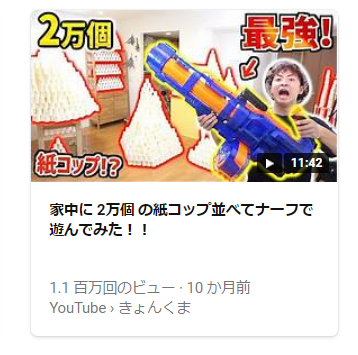 2万個
最強!
紙コップ!?
11:42
家中に 2万個 の紙コップ並べてナーフで
遊んでみた！！
1.1 百万回のビュー · 10 か月前
YouTube › きょんくま